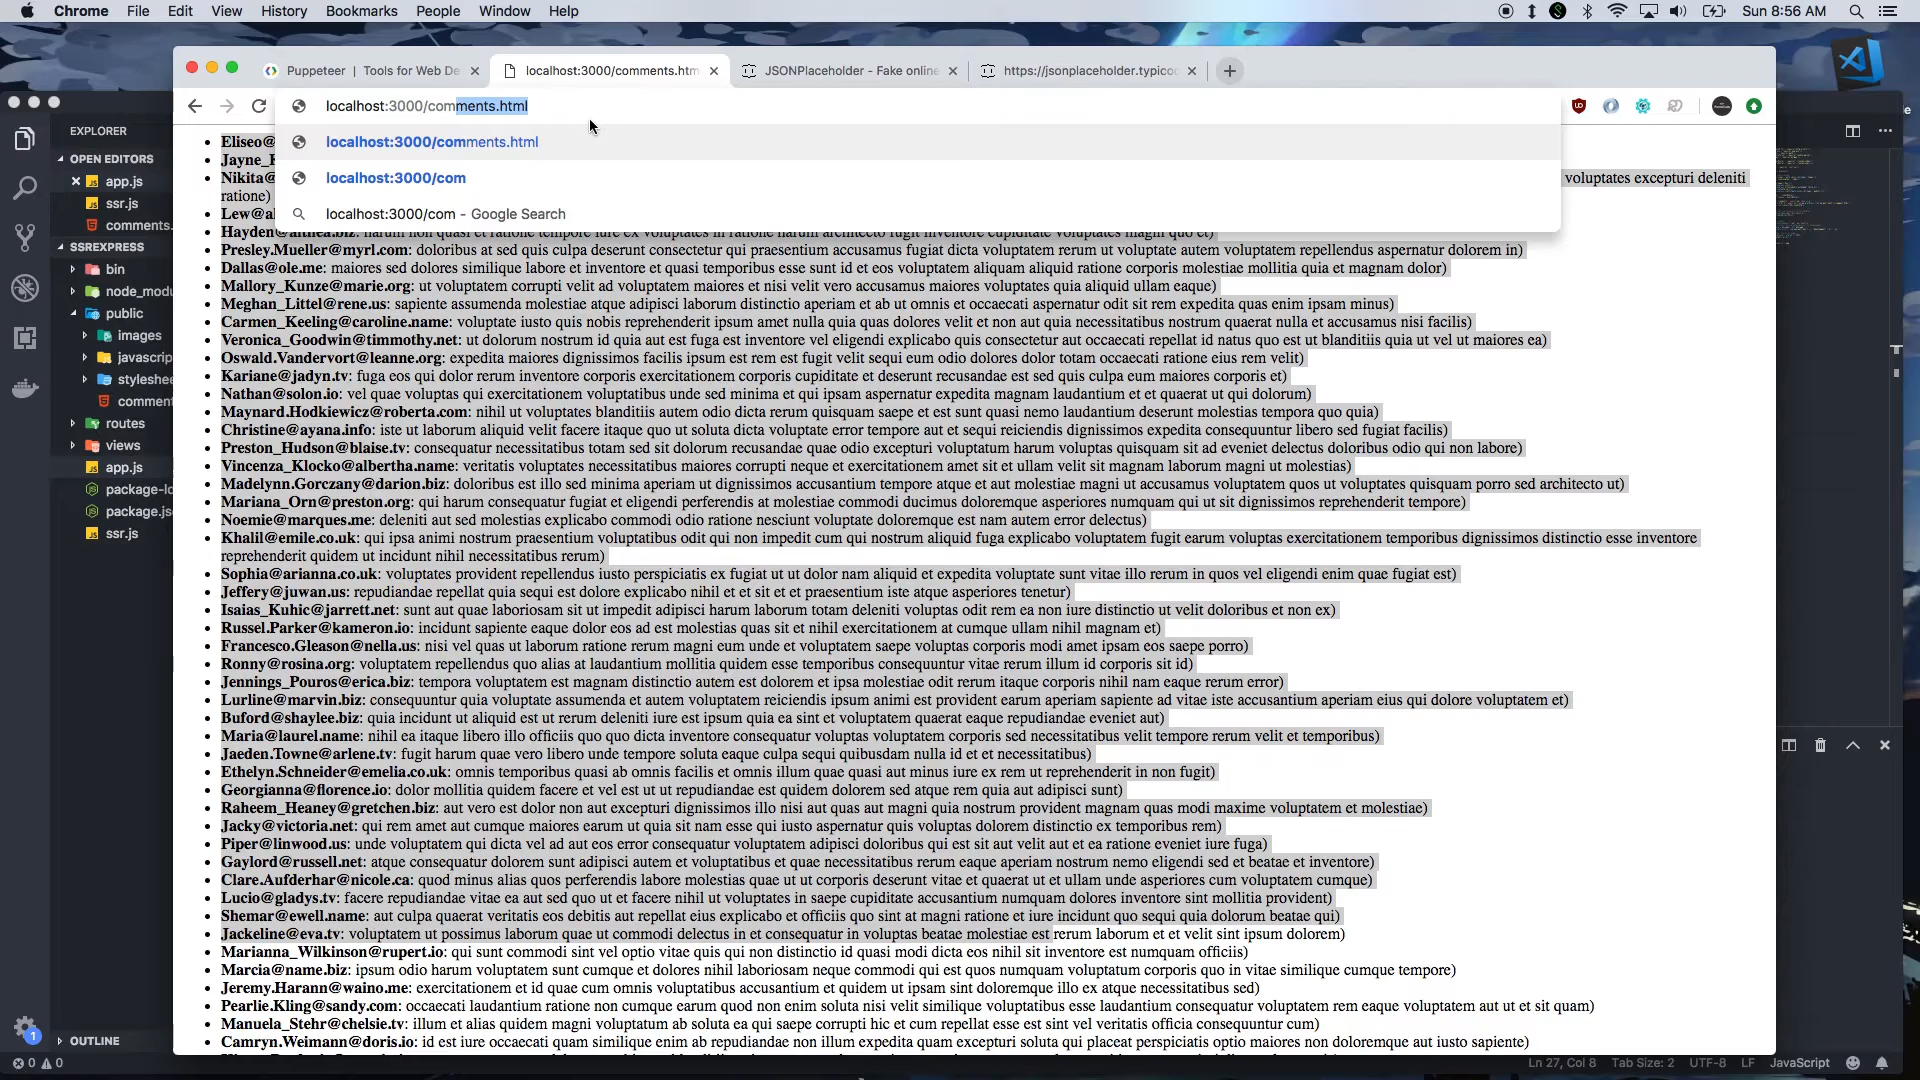 Chrome File Edit View History Bookmarks People Window Help Sun 8:56 AM
Puppeteer | Tools for Web De localhost:3000/comments.htm JSONPlaceholder - Fake online https://jsonplaceholder.typico
localhost:3000/comments.html
localhost:3000/comments.html
localhost:3000/com
localhost:3000/com - Google Search
EXPLORER
OPEN EDITORS
app.js
ssr.js
comments.
SSREXPRESS
bin
node_modu
public
images
javascrip
styleshee
comment
routes
views
app.js
package-lo
package.js
ssr.js
OUTLINE
Eliseo@
Jayne_K
Nikita@ voluptates excepturi deleniti
ratione)
Lew@al
Hayden@althea.biz: harum non quasi et ratione tempore iure ex voluptates in ratione harum architecto fugit inventore cupiditate voluptates magni quo et)
Presley.Mueller@myrl.com: doloribus at sed quis culpa deserunt consectetur qui praesentium accusamus fugiat dicta voluptatem rerum ut voluptate autem voluptatem repellendus aspernatur dolorem in)
Dallas@ole.me: maiores sed dolores similique labore et inventore et quasi temporibus esse sunt id et eos voluptatem aliquam aliquid ratione corporis molestiae mollitia quia et magnam dolor)
Mallory_Kunze@marie.org: ut voluptatem corrupti velit ad voluptatem maiores et nisi velit vero accusamus maiores voluptates quia aliquid ullam eaque)
Meghan_Littel@rene.us: sapiente assumenda molestiae atque adipisci laborum distinctio aperiam et ab ut omnis et occaecati aspernatur odit sit rem expedita quas enim ipsam minus)
Carmen_Keeling@caroline.name: voluptate iusto quis nobis reprehenderit ipsum amet nulla quia quas dolores velit et non aut quia necessitatibus nostrum quaerat nulla et accusamus nisi facilis)
Veronica_Goodwin@timmothy.net: ut dolorum nostrum id quia aut est fuga est inventore vel eligendi explicabo quis consectetur aut occaecati repellat id natus quo est ut blanditiis quia ut vel ut maiores ea)
Oswald.Vandervort@leanne.org: expedita maiores dignissimos facilis ipsum est rem est fugit velit sequi eum odio dolores dolor totam occaecati ratione eius rem velit)
Kariane@jadyn.tv: fuga eos qui dolor rerum inventore corporis exercitationem corporis cupiditate et deserunt recusandae est sed quis culpa eum maiores corporis et)
Nathan@solon.io: vel quae voluptas qui exercitationem voluptatibus unde sed minima et qui ipsam aspernatur expedita magnam laudantium et et quaerat ut qui dolorum)
Maynard.Hodkiewicz@roberta.com: nihil ut voluptates blanditiis autem odio dicta rerum quisquam saepe et est sunt quasi nemo laudantium deserunt molestias tempora quo quia)
Christine@ayana.info: iste ut laborum aliquid velit facere itaque quo ut soluta dicta voluptate error tempore aut et sequi reiciendis dignissimos expedita consequuntur libero sed fugiat facilis)
Preston_Hudson@blaise.tv: consequatur necessitatibus totam sed sit dolorum recusandae quae odio excepturi voluptatum harum voluptas quisquam sit ad eveniet delectus doloribus odio qui non labore)
Vincenza_Klocko@albertha.name: veritatis voluptates necessitatibus maiores corrupti neque et exercitationem amet sit et ullam velit sit magnam laborum magni ut molestias)
Madelynn.Gorczany@darion.biz: doloribus est illo sed minima aperiam ut dignissimos accusantium tempore atque et aut molestiae magni ut accusamus voluptatem quos ut voluptates quisquam porro sed architecto ut)
Mariana_Orn@preston.org: qui harum consequatur fugiat et eligendi perferendis at molestiae commodi ducimus doloremque asperiores numquam qui ut sit dignissimos reprehenderit tempore)
Noemie@marques.me: deleniti aut sed molestias explicabo commodi odio ratione nesciunt voluptate doloremque est nam autem error delectus)
Khalil@emile.co.uk: qui ipsa animi nostrum praesentium voluptatibus odit qui non impedit cum qui nostrum aliquid fuga explicabo voluptatem fugit earum voluptas exercitationem temporibus dignissimos distinctio esse inventore
reprehenderit quidem ut incidunt nihil necessitatibus rerum)
Sophia@arianna.co.uk: voluptates provident repellendus iusto perspiciatis ex fugiat ut ut dolor nam aliquid et expedita voluptate sunt vitae illo rerum in quos vel eligendi enim quae fugiat est)
Jeffery@juwan.us: repudiandae repellat quia sequi est dolore explicabo nihil et et sit et et praesentium iste atque asperiores tenetur)
Isaias_Kuhic@jarrett.net: sunt aut quae laboriosam sit ut impedit adipisci harum laborum totam deleniti voluptas odit rem ea non iure distinctio ut velit doloribus et non ex)
Russel.Parker@kameron.io: incidunt sapiente eaque dolor eos ad est molestias quas sit et nihil exercitationem at cumque ullam nihil magnam et)
Francesco.Gleason@nella.us: nisi vel quas ut laborum ratione rerum magni eum unde et voluptatem saepe voluptas corporis modi amet ipsam eos saepe porro)
Ronny@rosina.org: voluptatem repellendus quo alias at laudantium mollitia quidem esse temporibus consequuntur vitae rerum illum id corporis sit id)
Jennings_Pouros@erica.biz: tempora voluptatem est magnam distinctio autem est dolorem et ipsa molestiae odit rerum itaque corporis nihil nam eaque rerum error)
Lurline@marvin.biz: consequuntur quia voluptate assumenda et autem voluptatem reiciendis ipsum animi est provident earum aperiam sapiente ad vitae iste accusantium aperiam eius qui dolore voluptatem et)
Buford@shaylee.biz: quia incidunt ut aliquid est ut rerum deleniti iure est ipsum quia ea sint et voluptatem quaerat eaque repudiandae eveniet aut)
Maria@laurel.name: nihil ea itaque libero illo officiis quo quo dicta inventore consequatur voluptas voluptatem corporis sed necessitatibus velit tempore rerum velit et temporibus)
Jaeden.Towne@arlene.tv: fugit harum quae vero libero unde tempore soluta eaque culpa sequi quibusdam nulla id et et necessitatibus)
Ethelyn.Schneider@emelia.co.uk: omnis temporibus quasi ab omnis facilis et omnis illum quae quasi aut minus iure ex rem ut reprehenderit in non fugit)
Georgianna@florence.io: dolor mollitia quidem facere et vel est ut ut repudiandae est quidem dolorem sed atque rem quia aut adipisci sunt)
Raheem_Heaney@gretchen.biz: aut vero est dolor non aut excepturi dignissimos illo nisi aut quas aut magni quia nostrum provident magnam quas modi maxime voluptatem et molestiae)
Jacky@victoria.net: qui rem amet aut cumque maiores earum ut quia sit nam esse qui iusto aspernatur quis voluptas dolorem distinctio ex temporibus rem)
Piper@linwood.us: unde voluptatem qui dicta vel ad aut eos error consequatur voluptatem adipisci doloribus qui est sit aut velit aut et ea ratione eveniet iure fuga)
Gaylord@russell.net: atque consequatur dolorem sunt adipisci autem et voluptatibus et quae necessitatibus rerum eaque aperiam nostrum nemo eligendi sed et beatae et inventore)
Clare.Aufderhar@nicole.ca: quod minus alias quos perferendis labore molestias quae ut ut corporis deserunt vitae et quaerat ut et ullam unde asperiores cum voluptatem cumque)
Lucio@gladys.tv: facere repudiandae vitae ea aut sed quo ut et facere nihil ut voluptates in saepe cupiditate accusantium numquam dolores inventore sint mollitia provident)
Shemar@ewell.name: aut culpa quaerat veritatis eos debitis aut repellat eius explicabo et officiis quo sint at magni ratione et iure incidunt quo sequi quia dolorum beatae qui)
Jackeline@eva.tv: voluptatem ut possimus laborum quae ut commodi delectus in et consequatur in voluptas beatae molestiae est rerum laborum et et velit sint ipsum dolorem)
Marianna_Wilkinson@rupert.io: qui sunt commodi sint vel optio vitae quis qui non distinctio id quasi modi dicta eos nihil sit inventore est numquam officiis)
Marcia@name.biz: ipsum odio harum voluptatem sunt cumque et dolores nihil laboriosam neque commodi qui est quos numquam voluptatum corporis quo in vitae similique cumque tempore)
Jeremy.Harann@waino.me: exercitationem et id quae cum omnis voluptatibus accusantium et quidem ut ipsam sint doloremque illo ex atque necessitatibus sed)
Pearlie.Kling@sandy.com: occaecati laudantium ratione non cumque earum quod non enim soluta nisi velit similique voluptatibus esse laudantium consequatur voluptatem rem eaque voluptatem aut ut et sit quam)
Manuela_Stehr@chelsie.tv: illum et alias quidem magni voluptatum ab soluta ea qui saepe corrupti hic et cum repellat esse est sint vel veritatis officia consequuntur cum)
Camryn.Weimann@doris.io: id est iure occaecati quam similique enim ab repudiandae non illum expedita quam excepturi soluta qui placeat perspiciatis optio maiores non doloremque aut iusto sapiente)
0 0 Ln 27, Col 8 Tab Size: 2 UTF-8 LF JavaScript
1